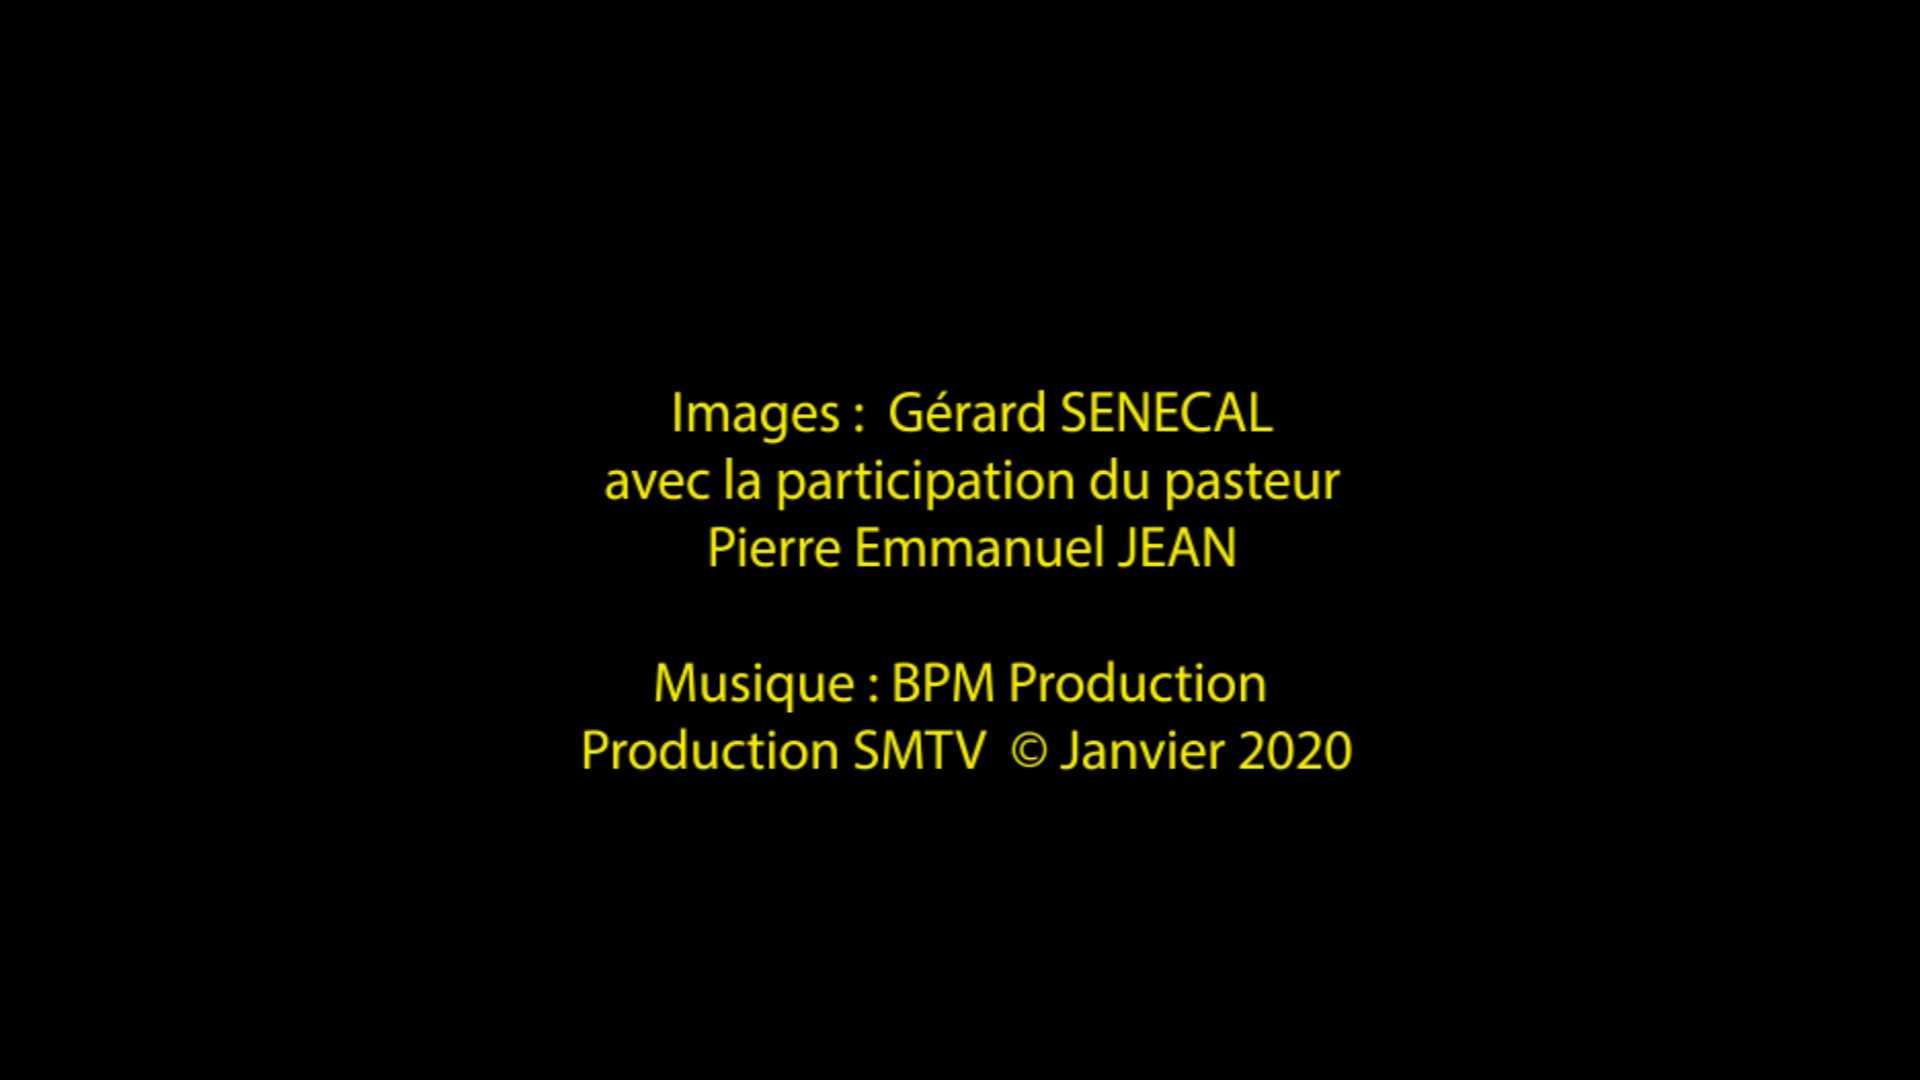 Images : Gérard SENECAL
avec la participation du pasteur
Pierre Emmanuel JEAN
Musique : BPM Production
Production SMTV © Janvier 2020